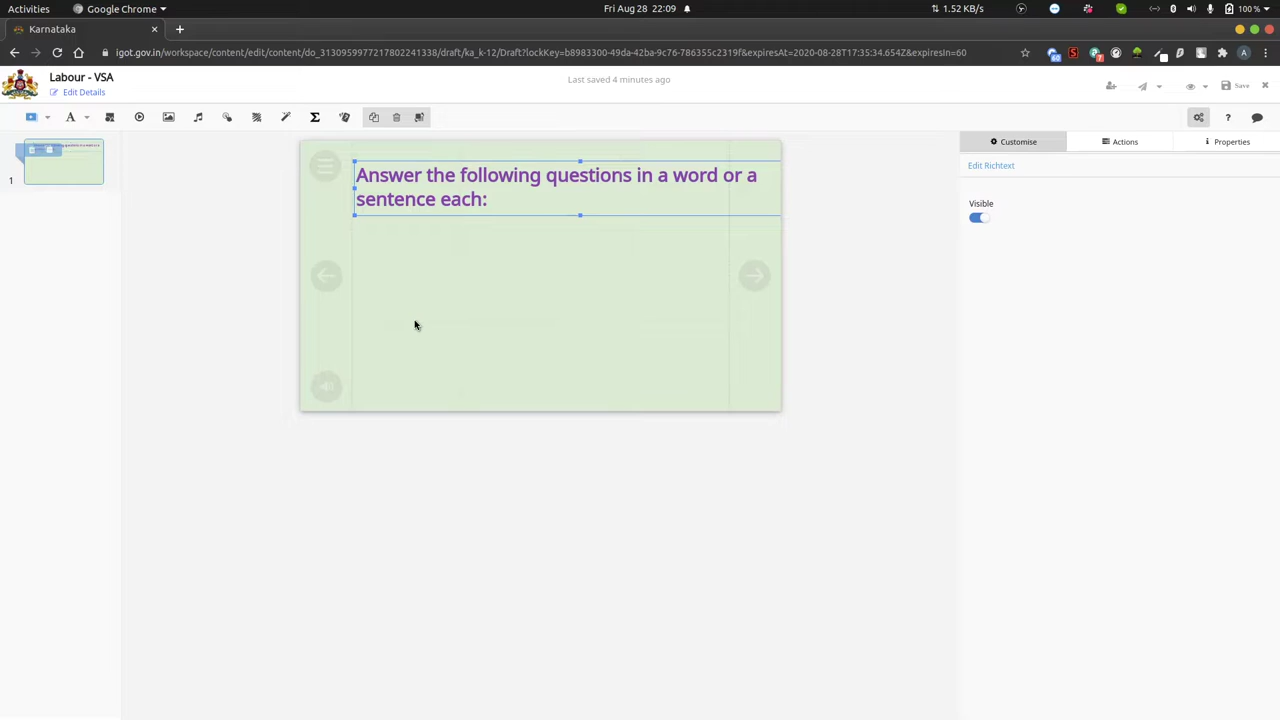 Activities
Google Chrome
Fri Aug 28 22:09
1.52 KB/s
100 %
Karnataka
igot.gov.in/workspace/content/edit/content/do_3130959977217802241338/draft/ka_k-12/Draft?lockKey=b8983300-49da-42ba-9c76-786355c2319f&expiresAt=2020-08-28T17:35:34.654Z&expiresIn=60
Labour - VSA
Edit Details
Last saved 4 minutes ago
Save
Customise
Actions
Properties
Edit Richtext
Visible
1
Answer the following questions in a word or a
sentence each: